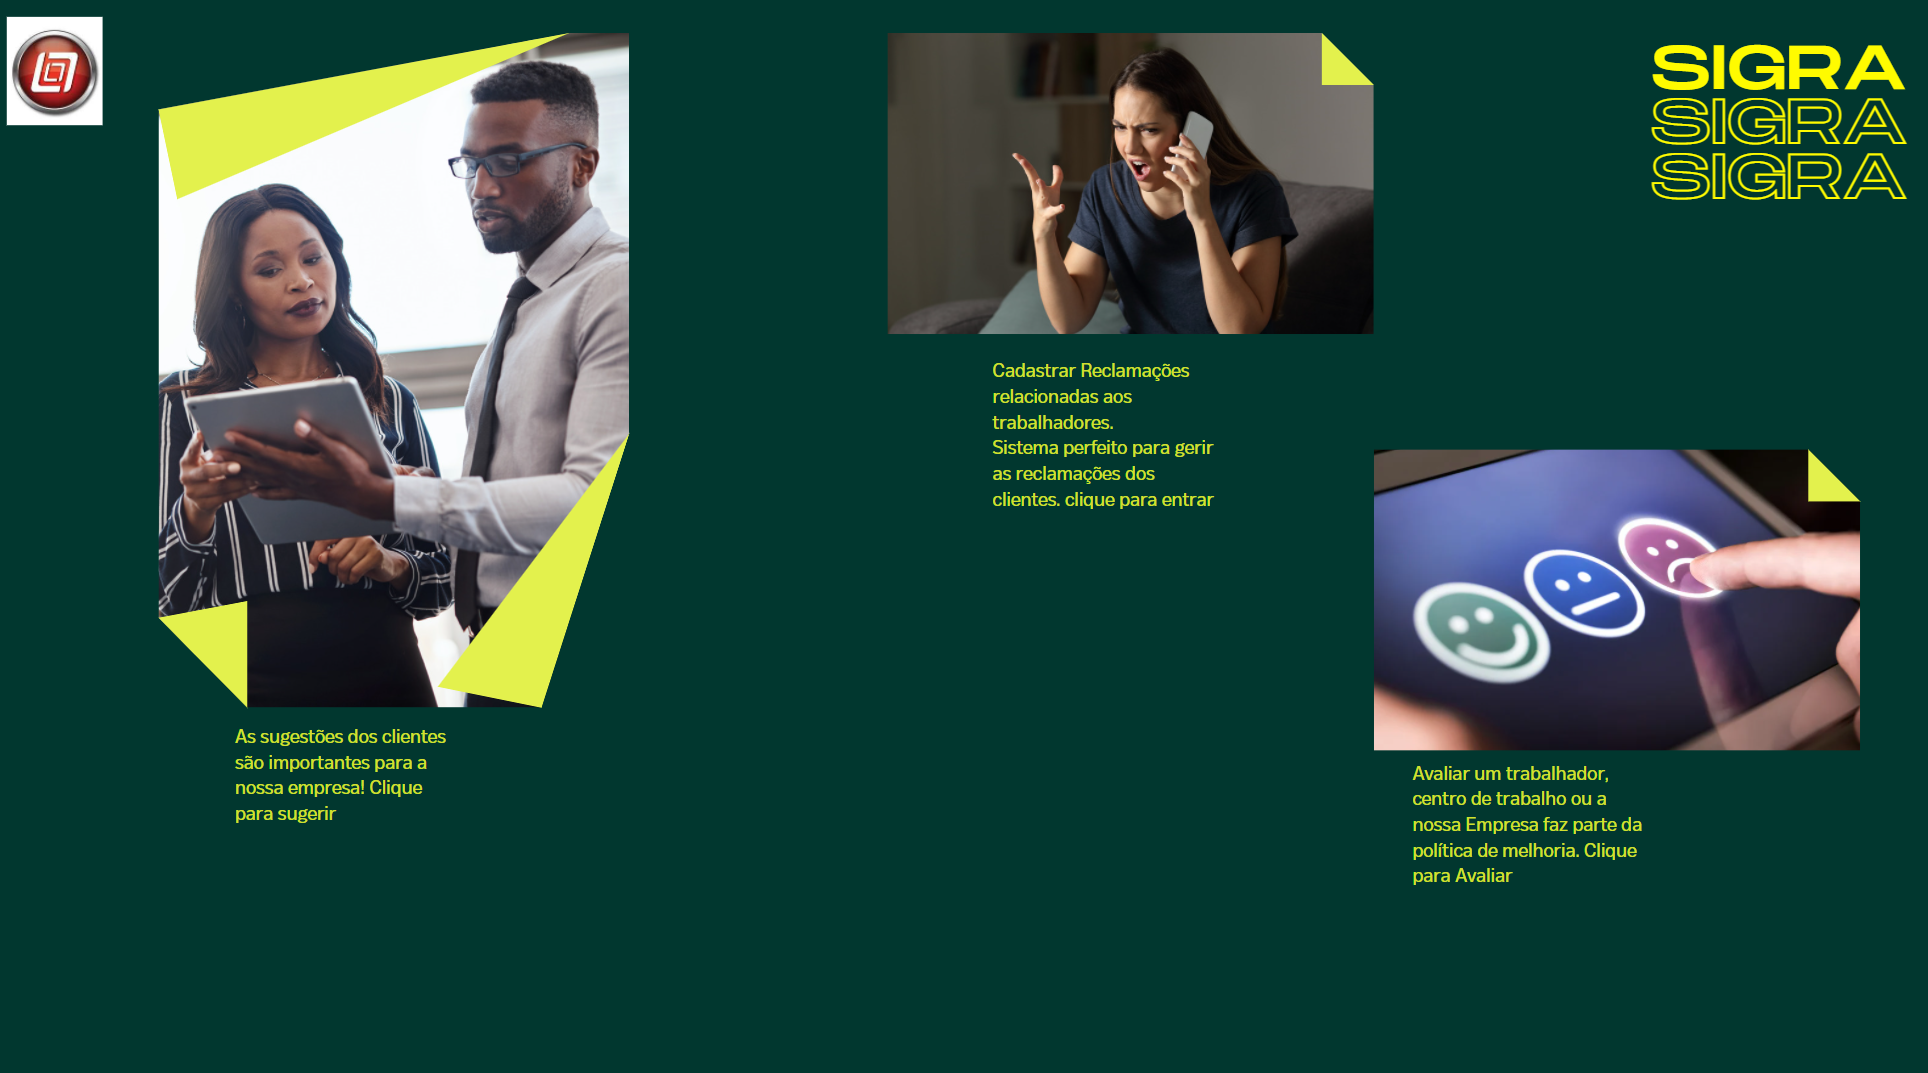 SIGRA
SIGRA
SIGRA
Cadastrar Reclamações
relacionadas aos
trabalhadores.
Sistema perfeito para gerir
as reclamações dos
clientes. clique para entrar
As sugestões dos clientes
são importantes para a
nossa empresa! Clique
para sugerir
Avaliar um trabalhador,
centro de trabalho ou a
nossa Empresa faz parte da
política de melhoria. Clique
para Avaliar